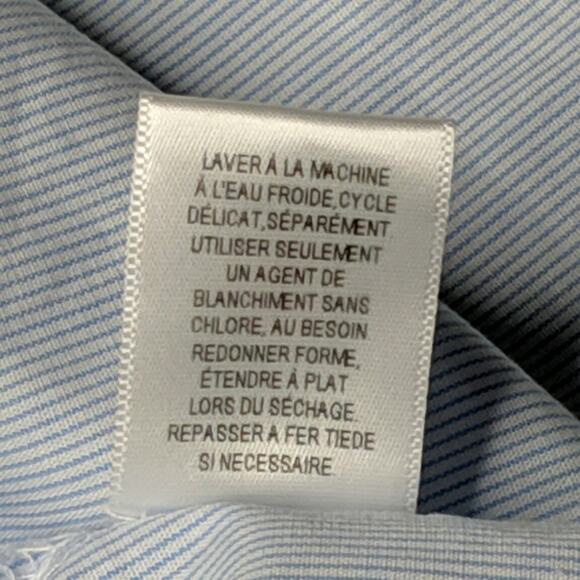 LAVER À LA MACHINE
À L'EAU FROIDE, CYCLE
DÉLICAT, SÉPARÉMENT
UTILISER SEULEMENT
UN AGENT DE
BLANCHIMENT SANS
CHLORE, AU BESOIN
REDONNER FORME,
ÉTENDRE À PLAT
LORS DU SÉCHAGE.
REPASSER A FER TIEDE
SI NECESSAIRE.